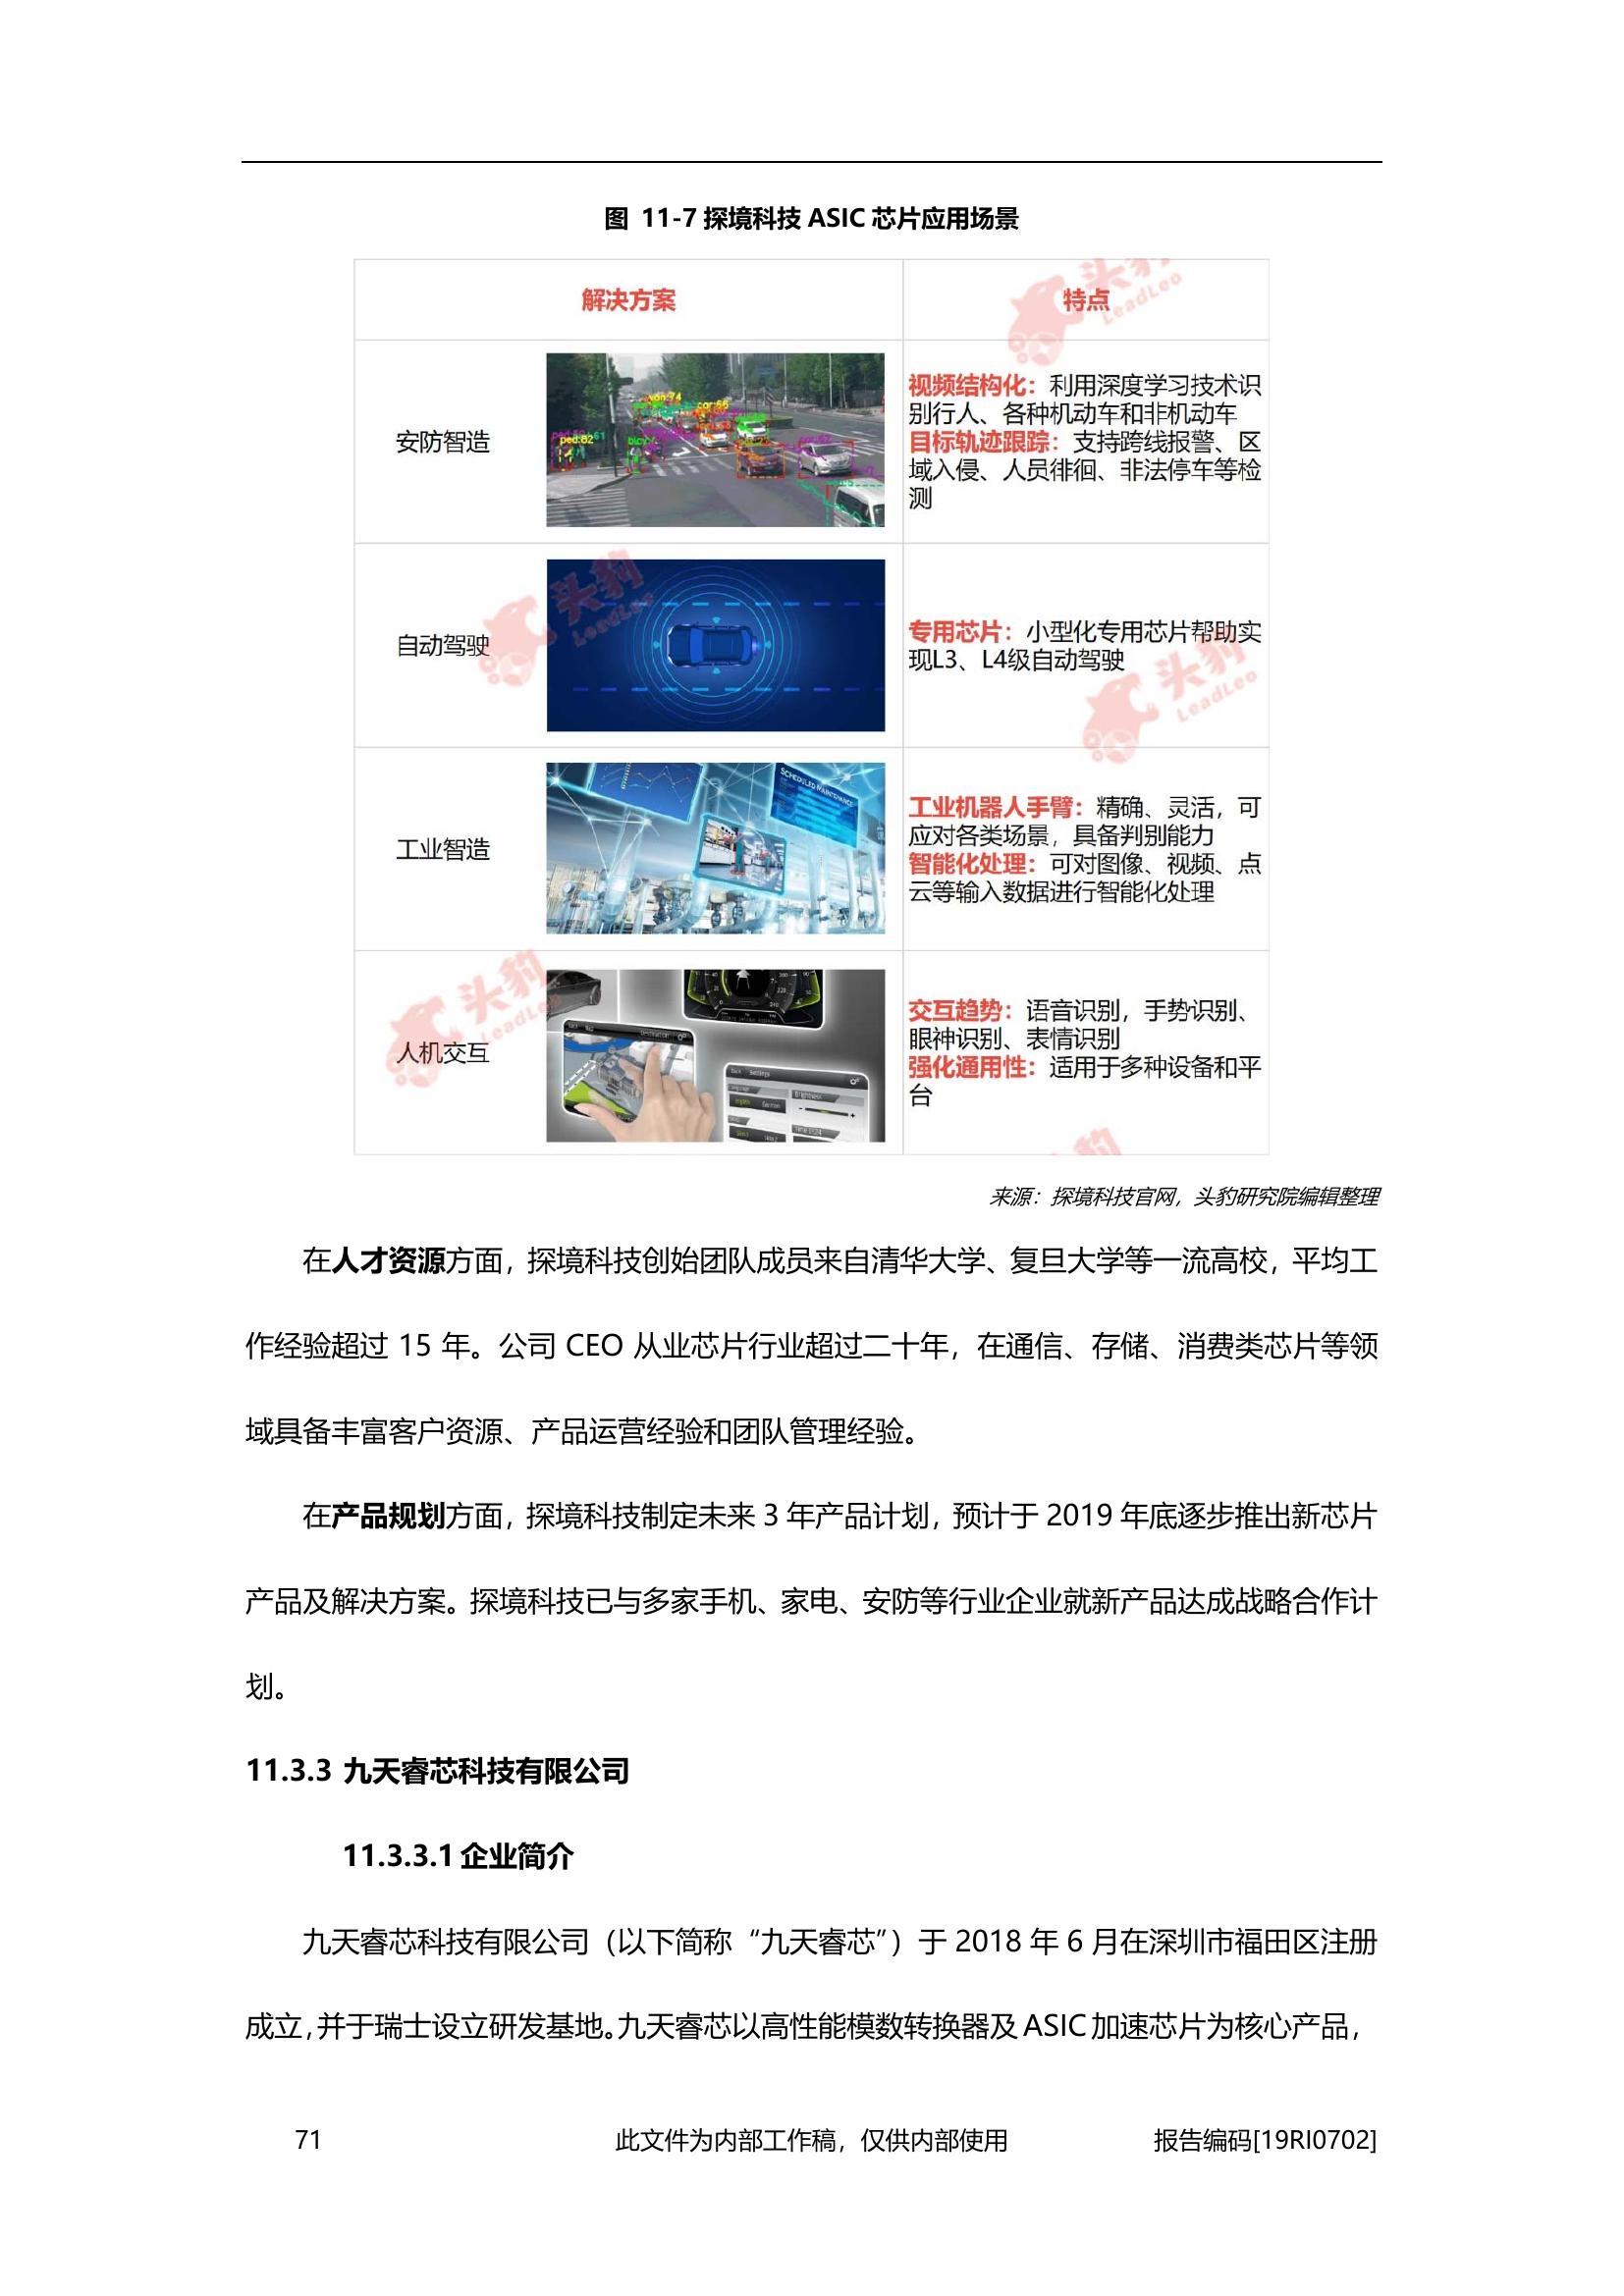 图 11-7 探境科技 ASIC 芯片应用场景
解决方案
特点
安防智造
视频结构化：利用深度学习技术识
别行人、各种机动车和非机动车
目标轨迹跟踪：支持跨线报警、区
域入侵、人员徘徊、非法停车等检
测
自动驾驶
专用芯片：小型化专用芯片帮助实
现L3、L4级自动驾驶
工业智造
SCHEDULED MAINTENANCE
工业机器人手臂：精确、灵活，可
应对各类场景，具备判别能力
智能化处理：可对图像、视频、点
云等输入数据进行智能化处理
人机交互
Destination
Settings
Brightness
交互趋势：语音识别，手势识别、
眼神识别、表情识别
强化通用性：适用于多种设备和平
台
头豹
LeadLeo
来源：探境科技官网，头豹研究院编辑整理
在人才资源方面，探境科技创始团队成员来自清华大学、复旦大学等一流高校，平均工
作经验超过 15 年。公司 CEO 从业芯片行业超过二十年，在通信、存储、消费类芯片等领
域具备丰富客户资源、产品运营经验和团队管理经验。
在产品规划方面，探境科技制定未来 3 年产品计划，预计于 2019 年底逐步推出新芯片
产品及解决方案。探境科技已与多家手机、家电、安防等行业企业就新产品达成战略合作计
划。
11.3.3 九天睿芯科技有限公司
11.3.3.1 企业简介
九天睿芯科技有限公司（以下简称“九天睿芯”）于 2018 年 6 月在深圳市福田区注册
成立，并于瑞士设立研发基地。九天睿芯以高性能模数转换器及 ASIC 加速芯片为核心产品，
71
此文件为内部工作稿，仅供内部使用
报告编码[19RI0702]